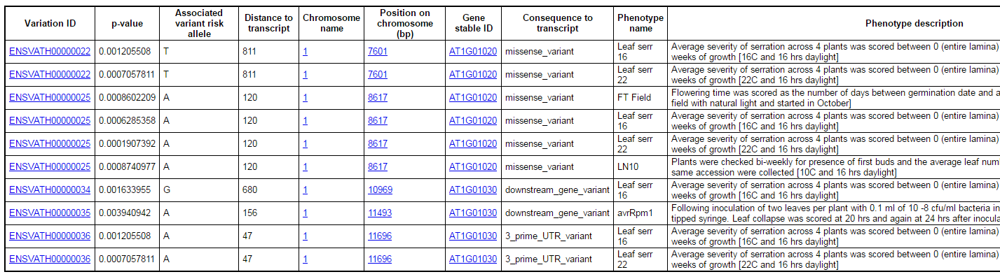 Variation ID p-value Associated variant risk allele Distance to transcript Chromosome name Position on chromosome (bp) Gene stable ID Consequence to transcript Phenotype name Phenotype description
ENSVATH00000022 0.001205508 T 811 1 7601 AT1G01020 missense_variant Leaf serr 16 Average severity of serration across 4 plants was scored between 0 (entire lamina)
weeks of growth [16C and 16 hrs daylight]
ENSVATH00000022 0.0007057811 T 811 1 7601 AT1G01020 missense_variant Leaf serr 22 Average severity of serration across 4 plants was scored between 0 (entire lamina)
weeks of growth [22C and 16 hrs daylight]
ENSVATH00000025 0.0008602209 A 120 1 8617 AT1G01020 missense_variant FT Field Flowering time was scored as the number of days between germination date and a
field with natural light and started in October]
ENSVATH00000025 0.0006285358 A 120 1 8617 AT1G01020 missense_variant Leaf serr 16 Average severity of serration across 4 plants was scored between 0 (entire lamina)
weeks of growth [16C and 16 hrs daylight]
ENSVATH00000025 0.0001907392 A 120 1 8617 AT1G01020 missense_variant Leaf serr 22 Average severity of serration across 4 plants was scored between 0 (entire lamina)
weeks of growth [22C and 16 hrs daylight]
ENSVATH00000025 0.0008740977 A 120 1 8617 AT1G01020 missense_variant LN10 Plants were checked bi-weekly for presence of first buds and the average leaf num
same accession were collected [10C and 16 hrs daylight]
ENSVATH00000034 0.001633955 G 680 1 10969 AT1G01030 downstream_gene_variant Leaf serr 16 Average severity of serration across 4 plants was scored between 0 (entire lamina)
weeks of growth [16C and 16 hrs daylight]
ENSVATH00000035 0.003940942 A 156 1 11493 AT1G01030 downstream_gene_variant avrRpm1 Following inoculation of two leaves per plant with 0.1 ml of 10 -8 cfu/ml bacteria in
tipped syringe. Leaf collapse was scored at 20 hrs and again at 24 hrs after inocula
ENSVATH00000036 0.001205508 A 47 1 11696 AT1G01030 3_prime_UTR_variant Leaf serr 16 Average severity of serration across 4 plants was scored between 0 (entire lamina)
weeks of growth [16C and 16 hrs daylight]
ENSVATH00000036 0.0007057811 A 47 1 11696 AT1G01030 3_prime_UTR_variant Leaf serr 22 Average severity of serration across 4 plants was scored between 0 (entire lamina)
weeks of growth [22C and 16 hrs daylight]